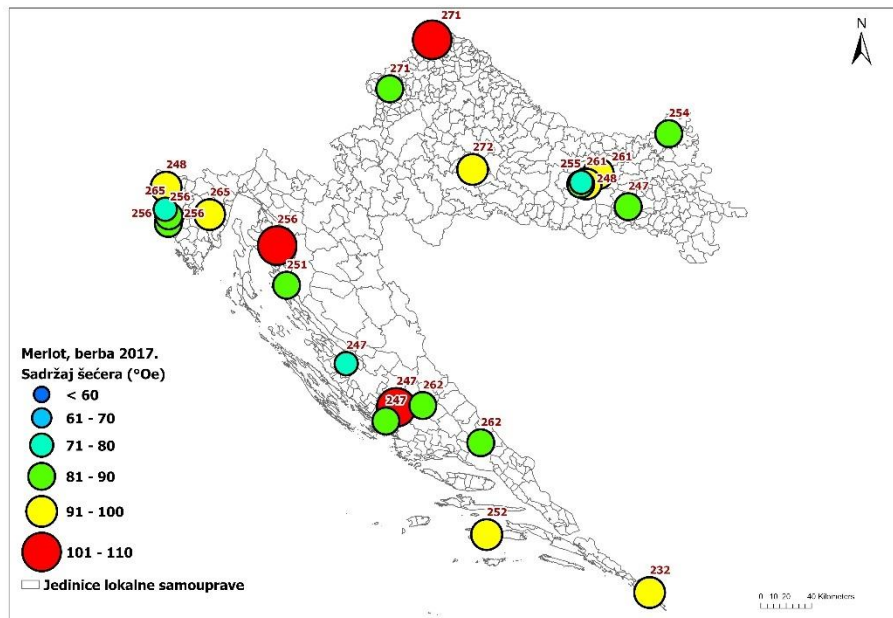 271
N
271
254
272
261
261
255
248
247
248
265
256
265
256
256
256
251
247
247
262
247
262
252
232
Merlot, berba 2017.
Sadržaj šećera (°Oe)
< 60
61 - 70
71 - 80
81 - 90
91 - 100
101 - 110
Jedinice lokalne samouprave
0 10 20 40 Kilometers